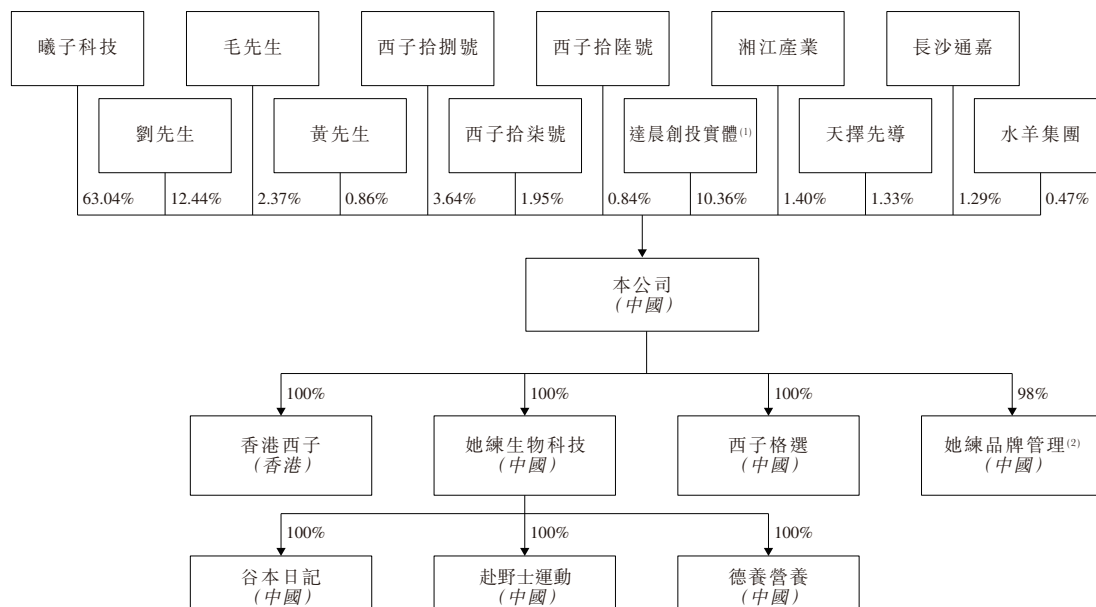 曦子科技
毛先生
西子拾捌號
西子拾陸號
湘江產業
長沙通嘉
劉先生
黃先生
西子拾柒號
達晨創投實體(1)
天擇先導
水羊集團
63.04%
12.44%
2.37%
0.86%
3.64%
1.95%
0.84%
10.36%
1.40%
1.33%
1.29%
0.47%
本公司
(中國)
100%
100%
100%
98%
香港西子
(香港)
她練生物科技
(中國)
西子格選
(中國)
她練品牌管理(2)
(中國)
100%
100%
100%
谷本日記
(中國)
赴野士運動
(中國)
德養營養
(中國)